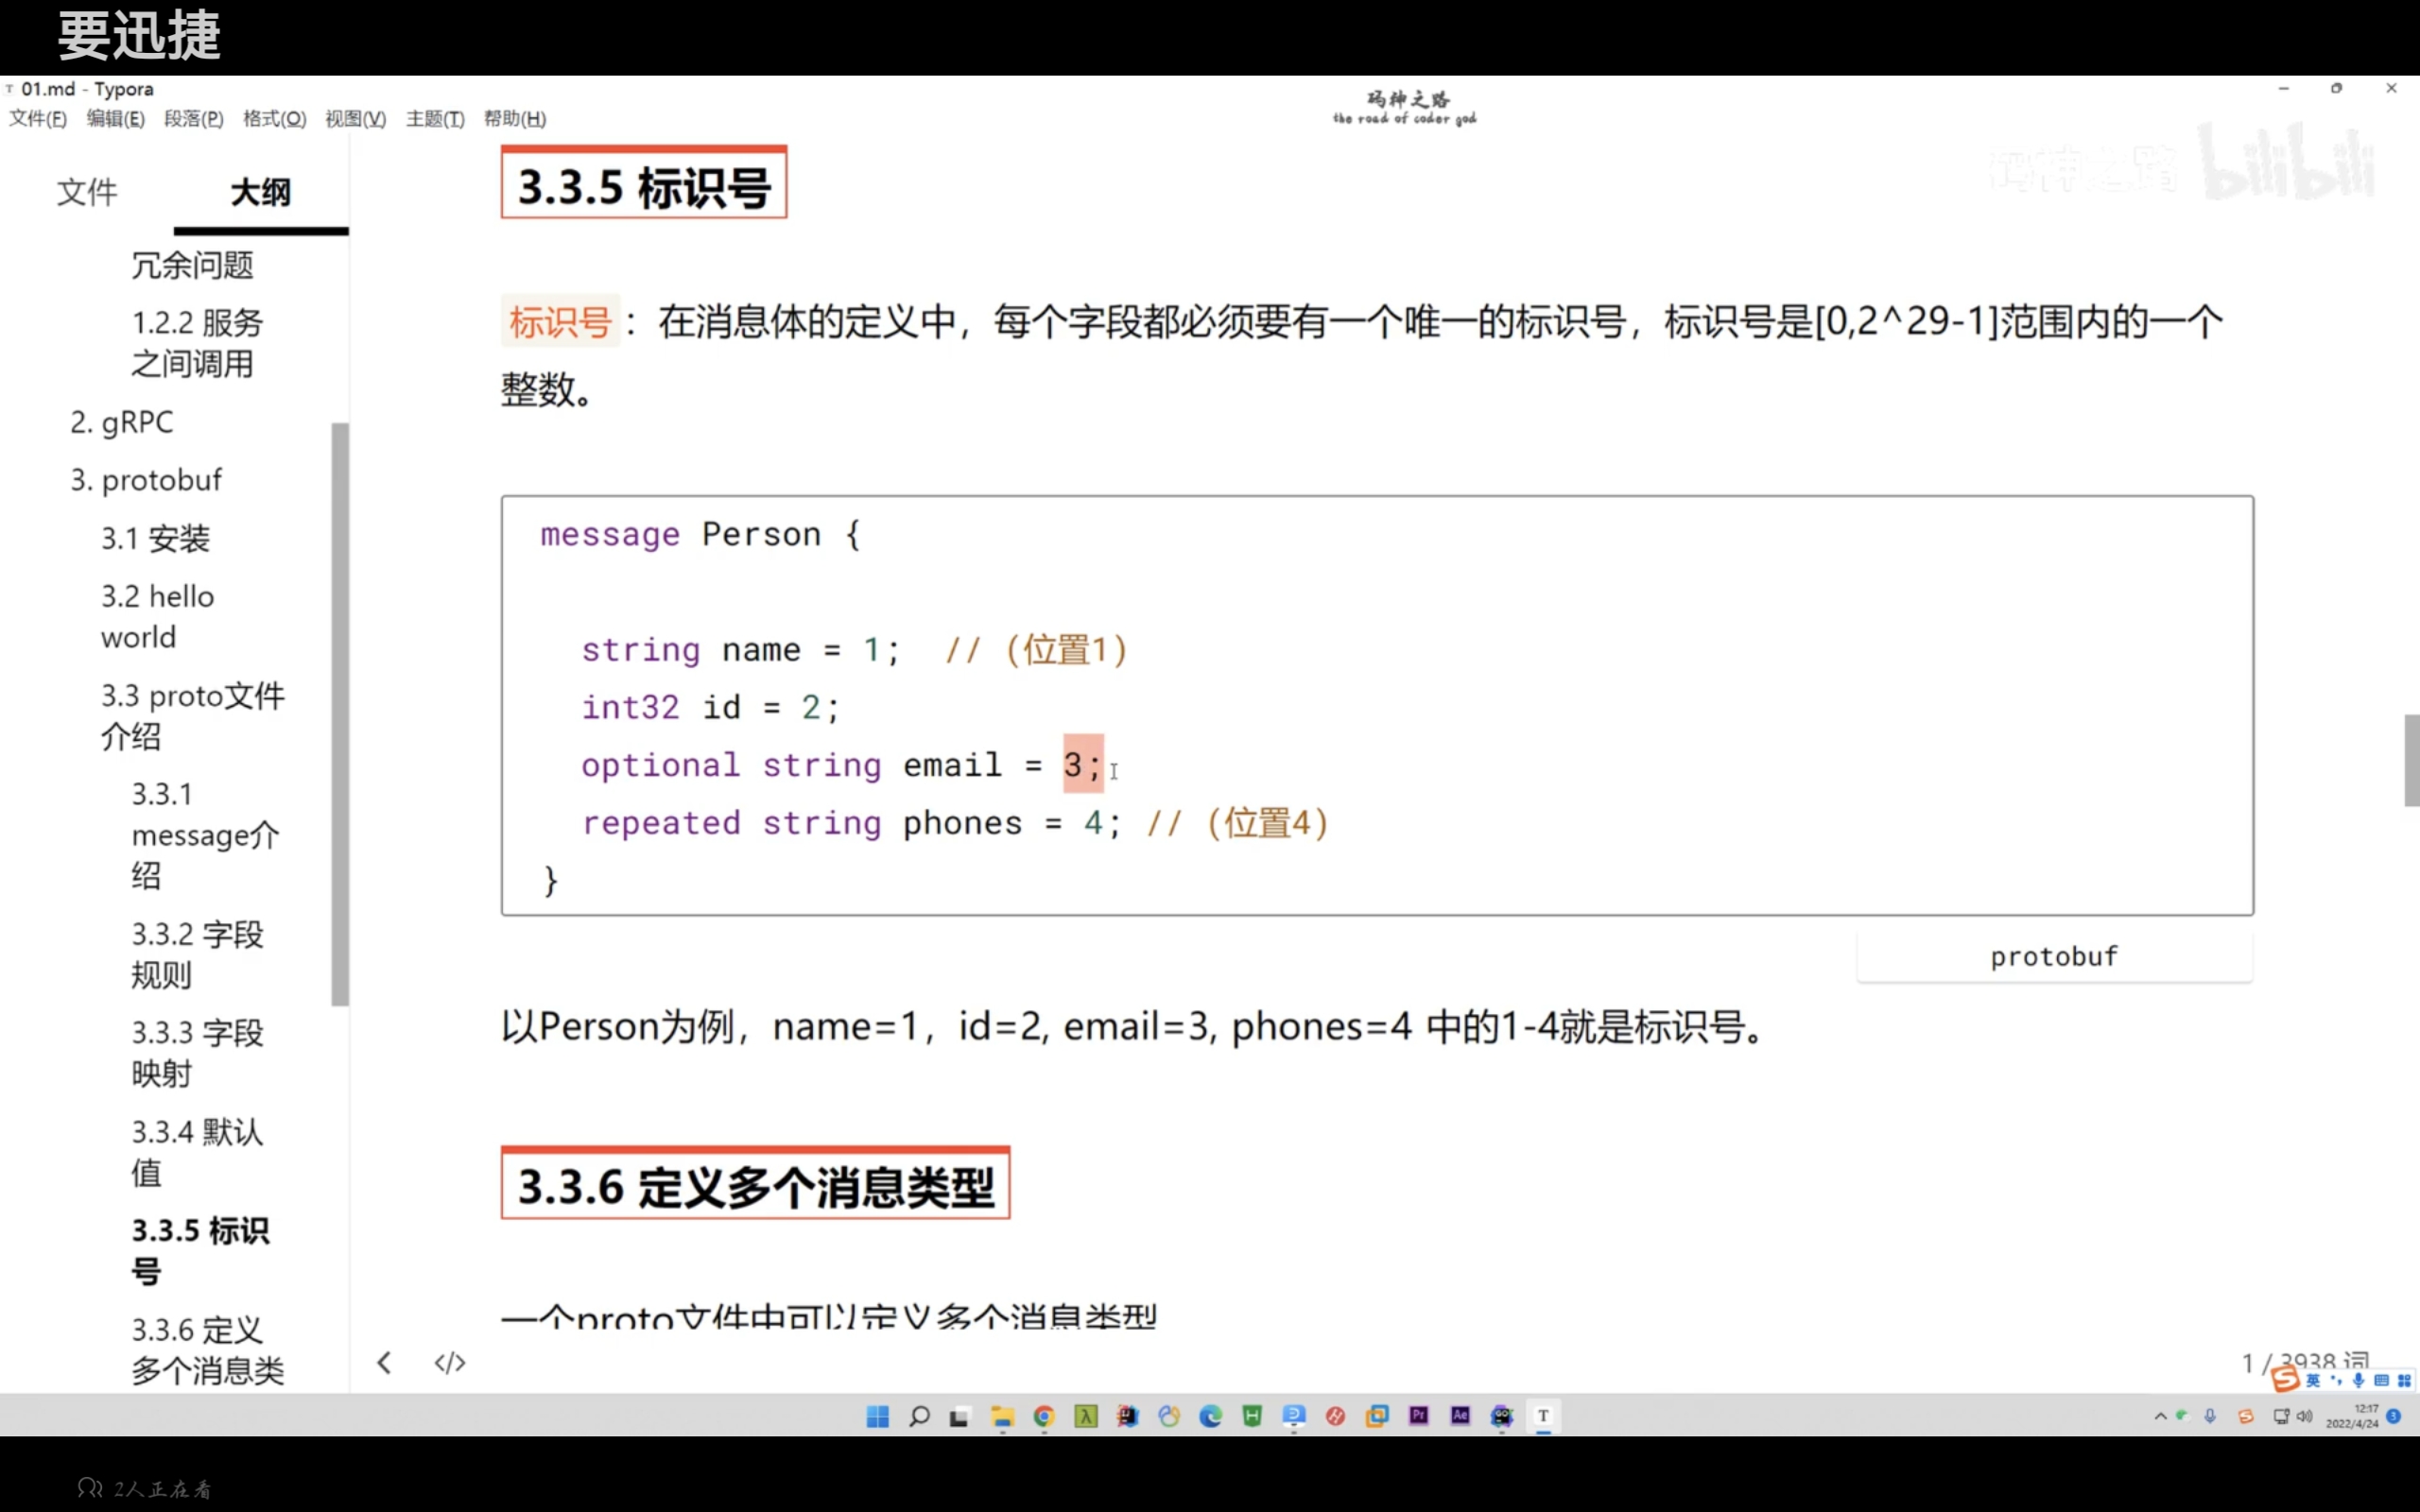 要迅捷
01.md - Typora
文件(F) 编辑(E) 段落(P) 格式(O) 视图(V) 主题(T) 帮助(H)
码神之路
the road of coder god
码神之路 bilibili
文件 大纲
冗余问题
1.2.2 服务
之间调用
2. gRPC
3. protobuf
3.1 安装
3.2 hello
world
3.3 proto文件
介绍
3.3.1
message介
绍
3.3.2 字段
规则
3.3.3 字段
映射
3.3.4 默认
值
3.3.5 标识
号
3.3.6 定义
多个消息类
3.3.5 标识号
标识号：在消息体的定义中，每个字段都必须要有一个唯一的标识号，标识号是[0,2^29-1]范围内的一个
整数。
message Person {
string name = 1; // (位置1)
int32 id = 2;
optional string email = 3;
repeated string phones = 4; // (位置4)
}
protobuf
以Person为例，name=1，id=2, email=3, phones=4 中的1-4就是标识号。
3.3.6 定义多个消息类型
一个proto文件中可以定义多个消息类型
</> 
1 / 3938 词
英
12:17
2022/4/24
3
2人正在看